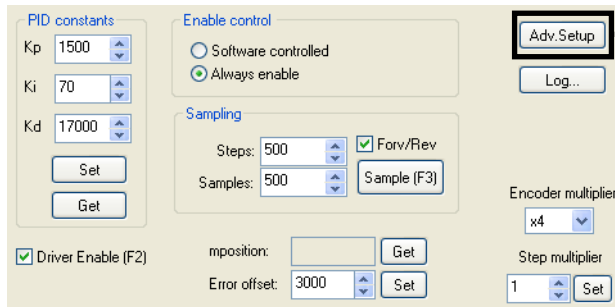 PID constants
Kp 1500
Ki 70
Kd 17000
Set
Get
Driver Enable (F2)
Enable control
Software controlled
Always enable
Sampling
Steps: 500
Forv/Rev
Samples: 500
Sample (F3)
mposition:
Get
Error offset: 3000
Set
Adv.Setup
Log...
Encoder multiplier
x4
Step multiplier
1
Set